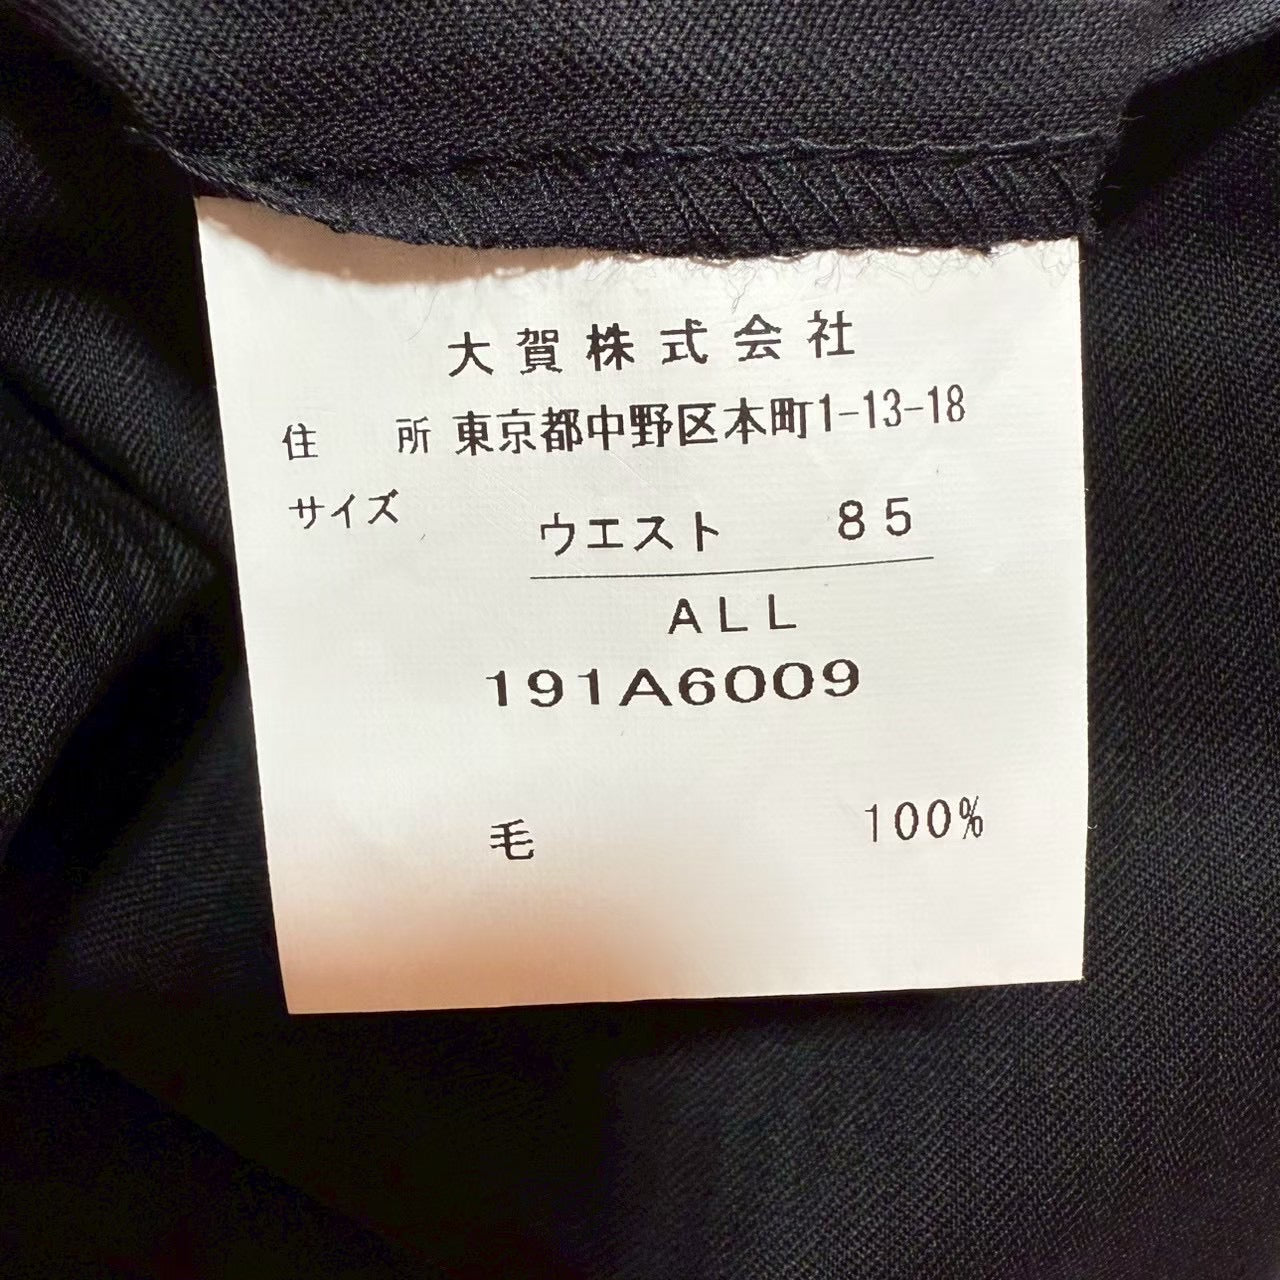 大賀株式会社
住所 東京都中野区本町1-13-18
サイズ
ウエスト 85
ALL
191A6009
毛 100%